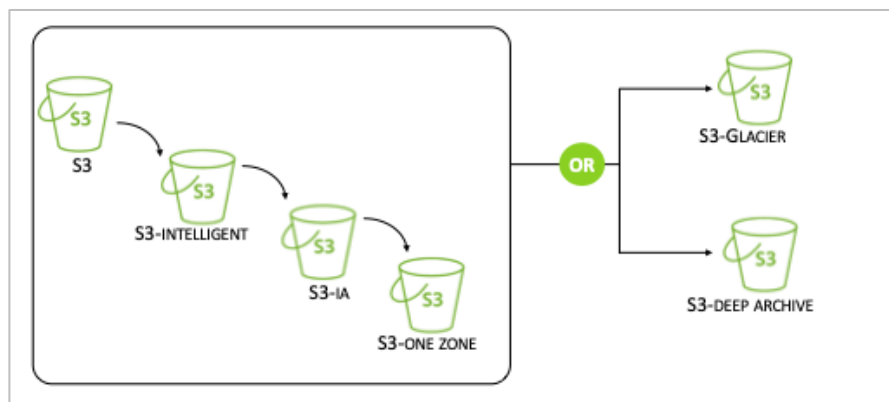 S3
S3
S3
S3-INTELLIGENT
S3
S3-IA
S3
S3-ONE ZONE
OR
S3
S3-GLACIER
S3
S3-DEEP ARCHIVE